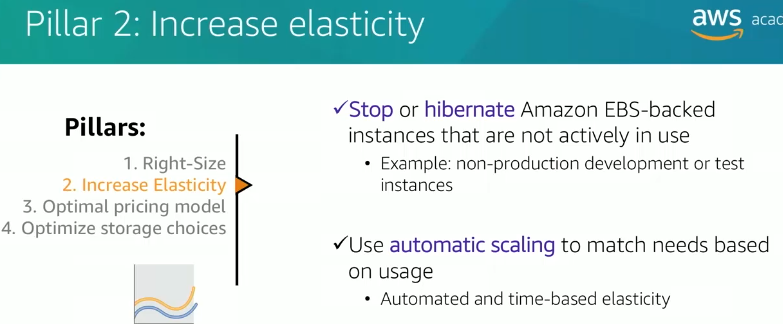 Pillar 2: Increase elasticity
aws acad
Pillars:
1. Right-Size
2. Increase Elasticity
3. Optimal pricing model
4. Optimize storage choices
✓Stop or hibernate Amazon EBS-backed
instances that are not actively in use
• Example: non-production development or test
instances
✓Use automatic scaling to match needs based
on usage
• Automated and time-based elasticity